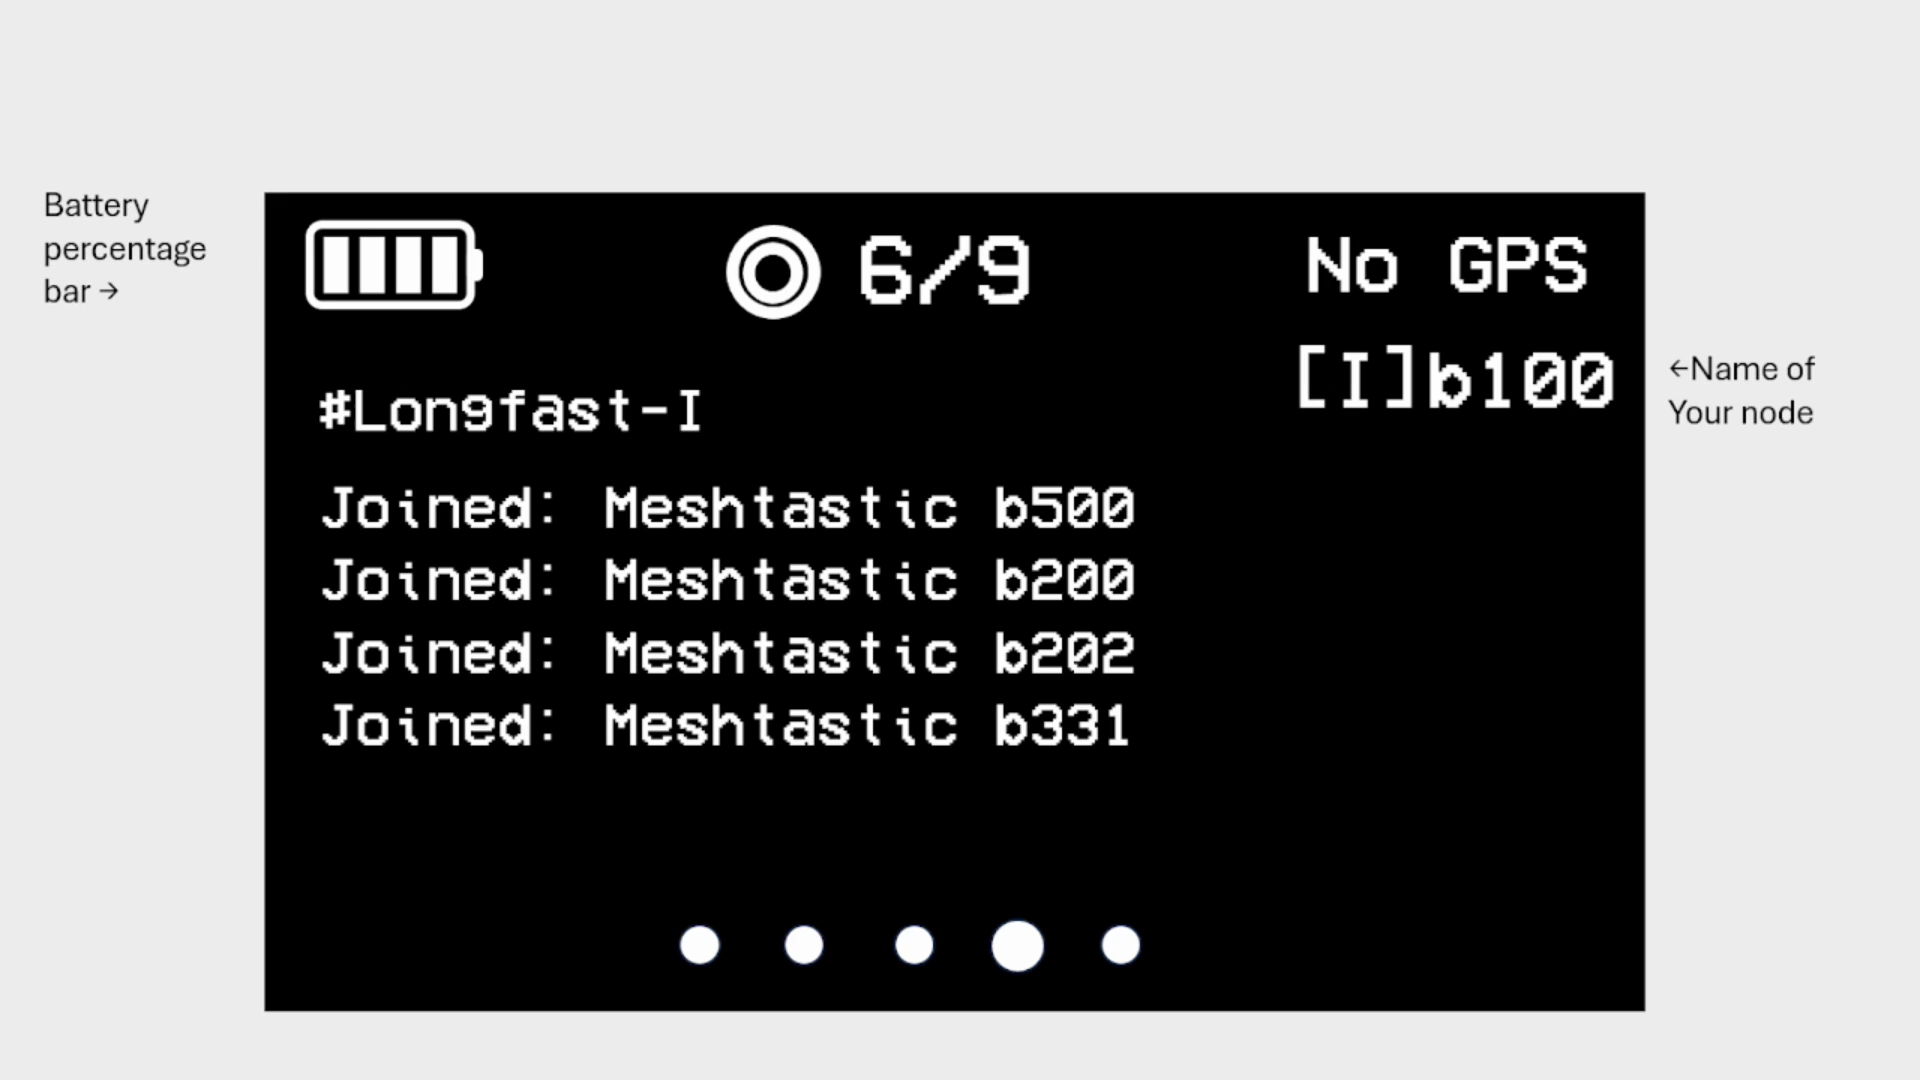 Battery
percentage
bar →
6/9
No GPS
[I]b100
←Name of
Your node
#Longfast-I
Joined: Meshtastic b500
Joined: Meshtastic b200
Joined: Meshtastic b202
Joined: Meshtastic b331